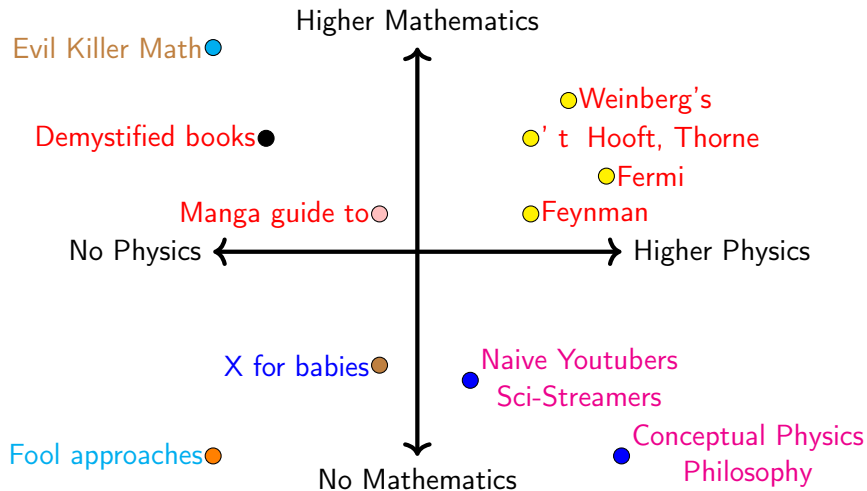 Higher Mathematics
Evil Killer Math
Weinberg's
Demystified books
' t Hooft, Thorne
Fermi
Manga guide to
Feynman
No Physics
Higher Physics
X for babies
Naive Youtubers
Sci-Streamers
Fool approaches
Conceptual Physics
Philosophy
No Mathematics